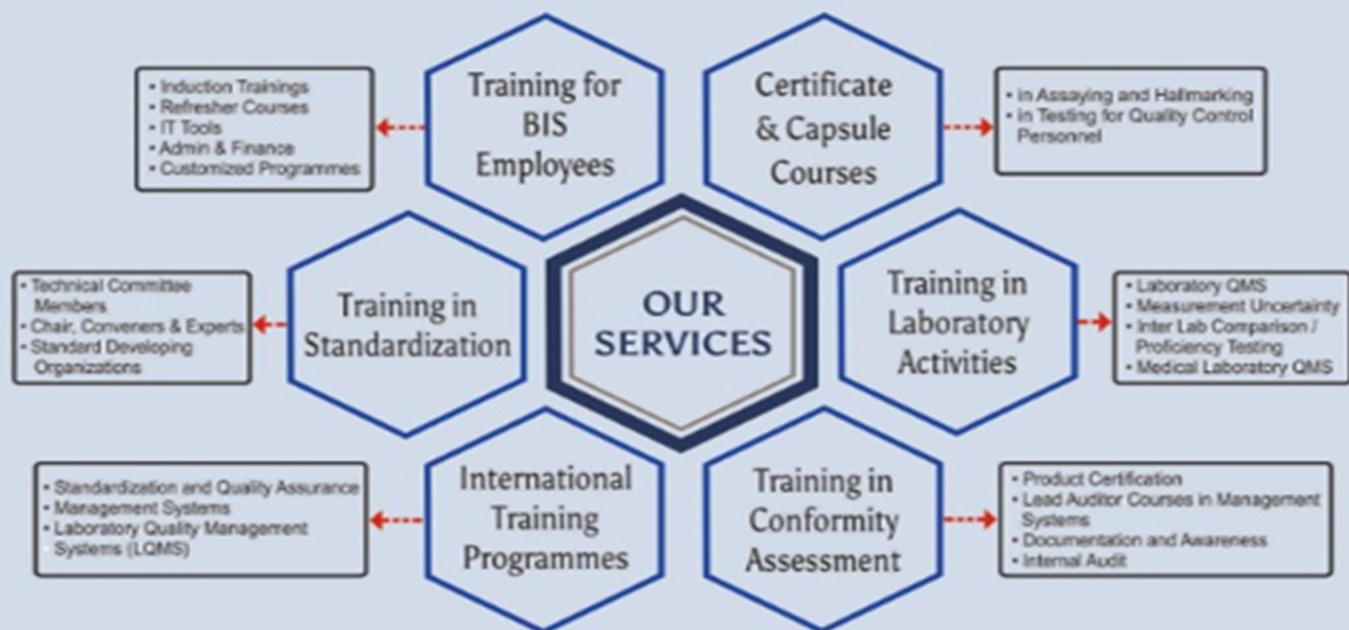 Training for
BIS
Employees
• Induction Trainings
• Refresher Courses
• IT Tools
• Admin & Finance
• Customized Programmes
Certificate
& Capsule
Courses
• in Assaying and Hallmarking
• in Testing for Quality Control
Personnel
Training in
Standardization
• Technical Committee
Members
• Chair, Conveners & Experts
• Standard Developing
Organizations
OUR
SERVICES
Training in
Laboratory
Activities
• Laboratory QMS
• Measurement Uncertainty
• Inter Lab Comparison /
Proficiency Testing
• Medical Laboratory QMS
International
Training
Programmes
• Standardization and Quality Assurance
• Management Systems
• Laboratory Quality Management
Systems (LQMS)
Training in
Conformity
Assessment
• Product Certification
• Lead Auditor Courses in Management
Systems
• Documentation and Awareness
• Internal Audit